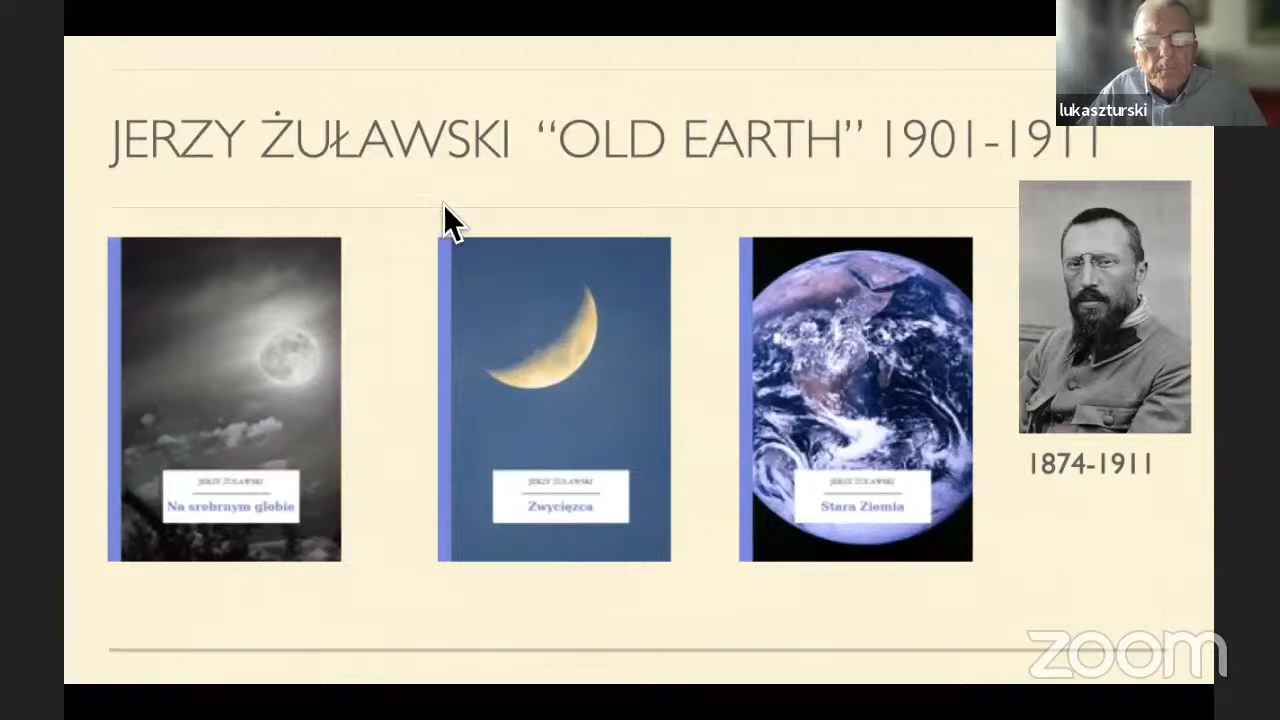 lukaszturski
JERZY ŻUŁAWSKI “OLD EARTH” 1901-1911
JERZY ŻUŁAWSKI
Na srebrnym globie
JERZY ŻUŁAWSKI
Zwycięzca
JERZY ŻUŁAWSKI
Stara Ziemia
1874-1911
zoom